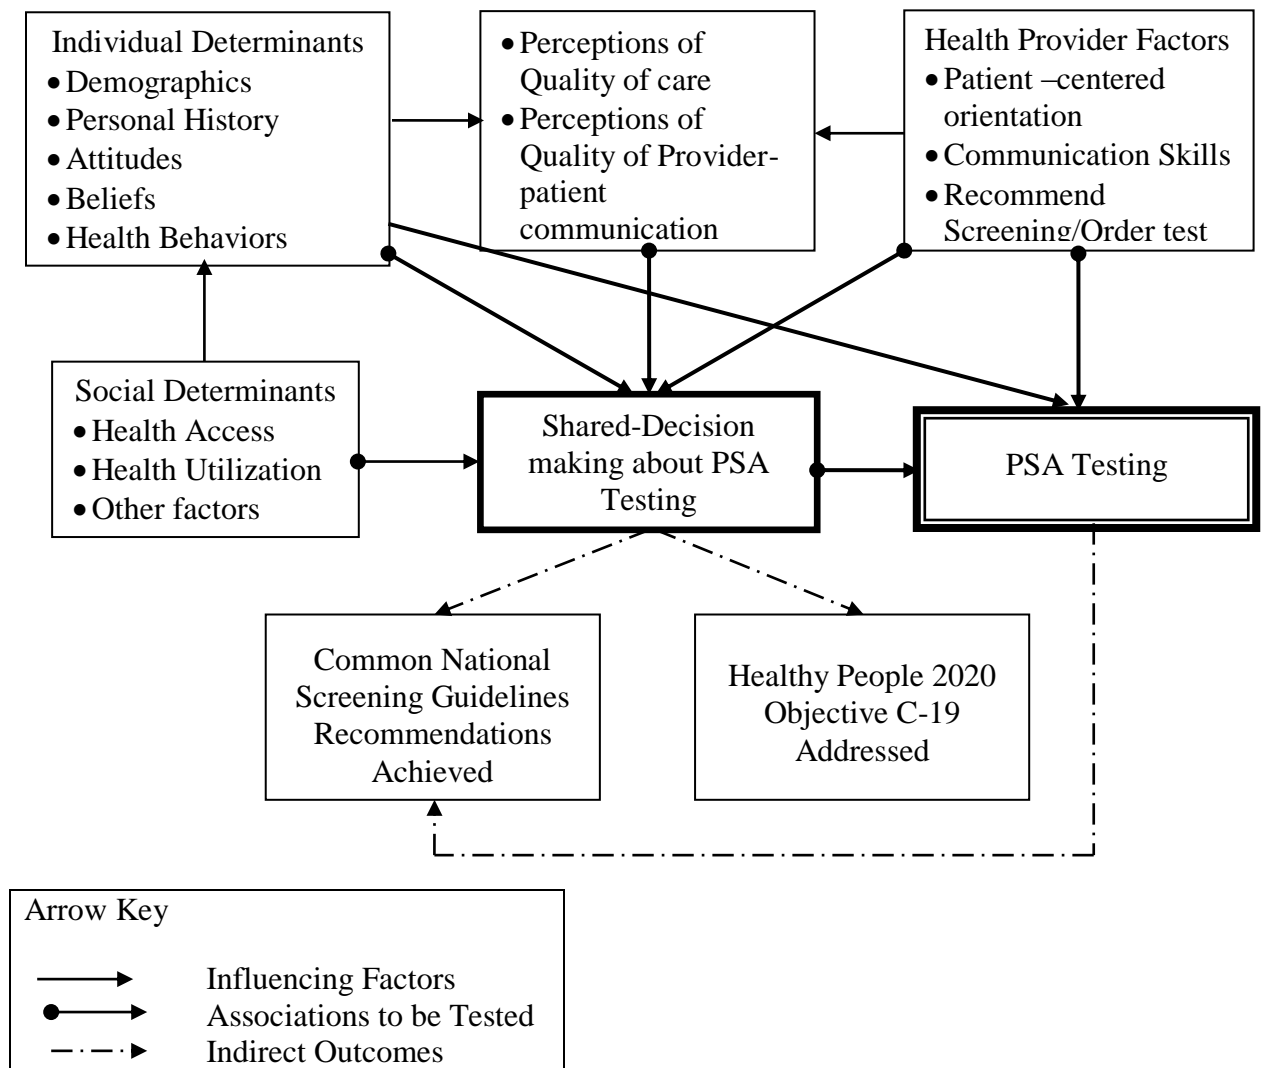 Individual Determinants
• Demographics
• Personal History
• Attitudes
• Beliefs
• Health Behaviors
• Perceptions of
Quality of care
• Perceptions of
Quality of Provider-
patient
communication
Health Provider Factors
• Patient –centered
orientation
• Communication Skills
• Recommend
Screening/Order test
Social Determinants
• Health Access
• Health Utilization
• Other factors
Shared-Decision
making about PSA
Testing
PSA Testing
Common National
Screening Guidelines
Recommendations
Achieved
Healthy People 2020
Objective C-19
Addressed
Arrow Key
Influencing Factors
Associations to be Tested
Indirect Outcomes